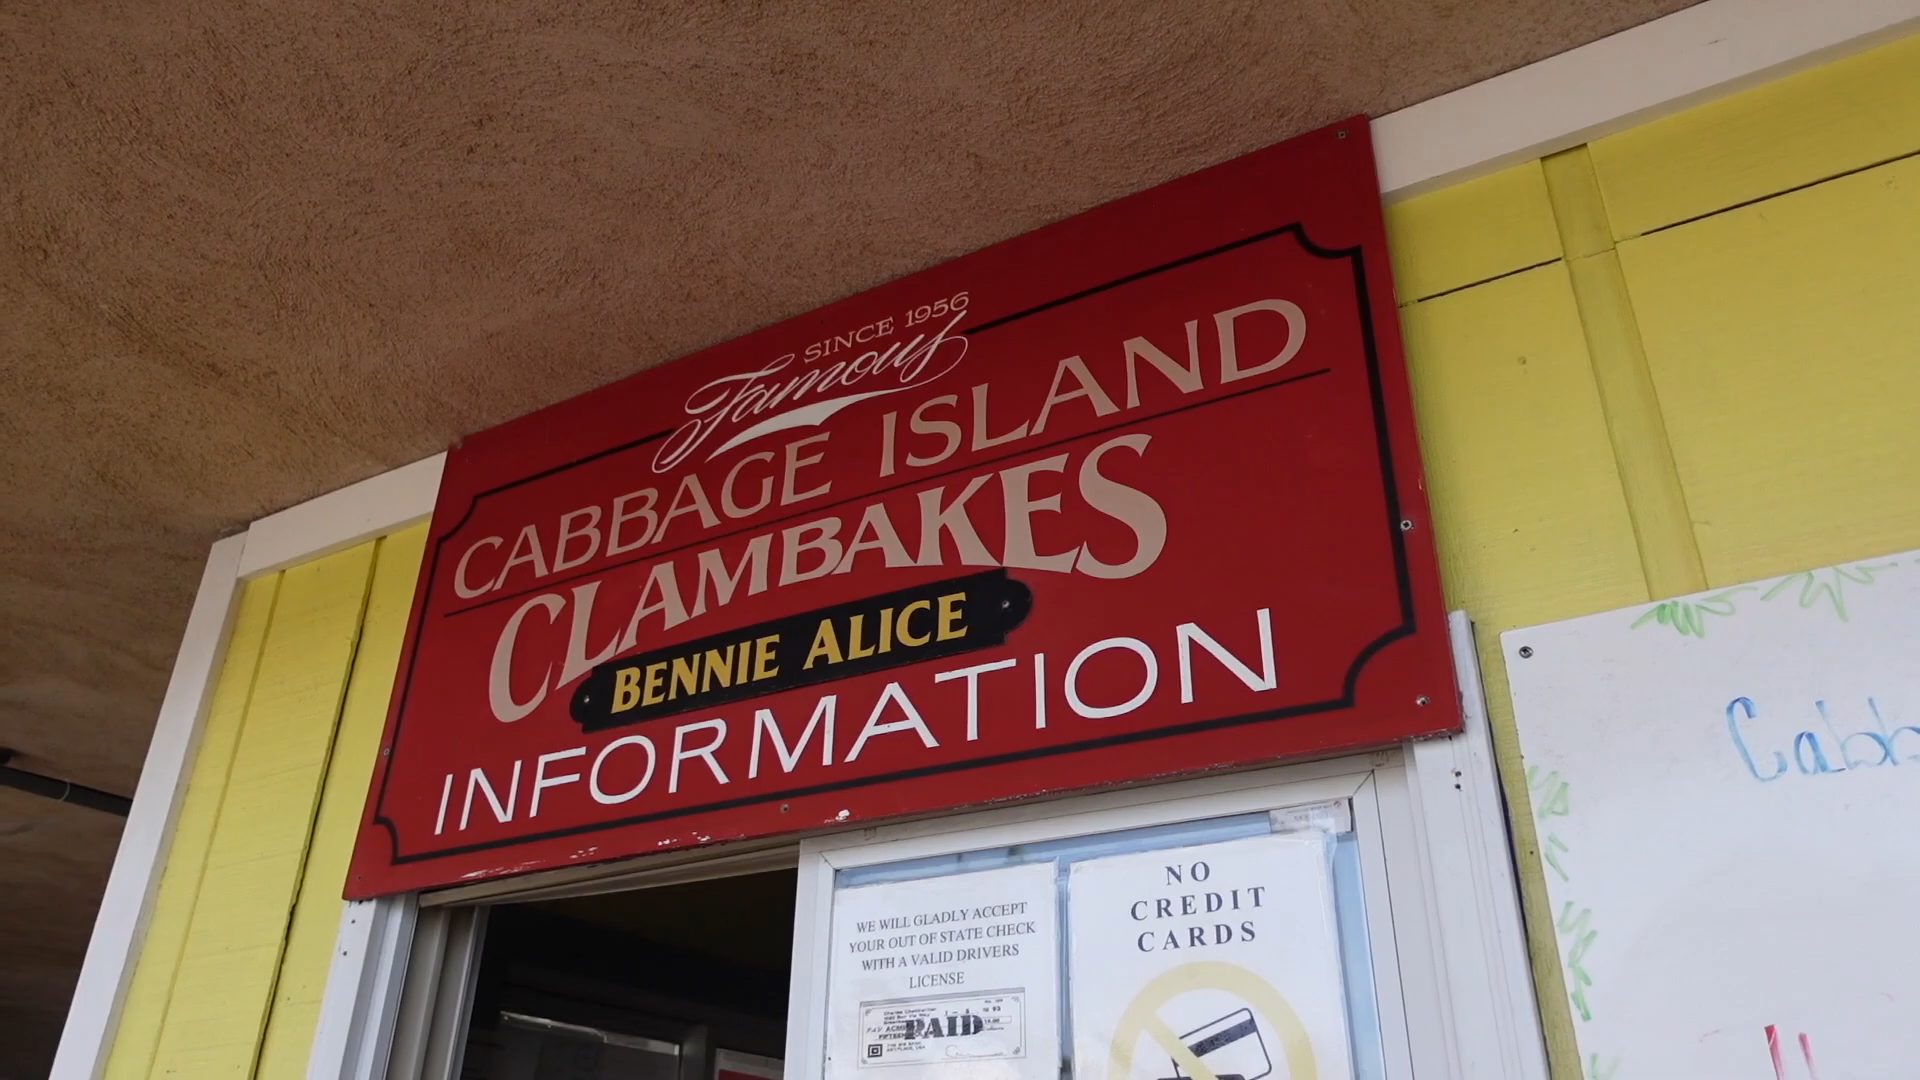 SINCE 1956
Famous
CABBAGE ISLAND
CLAMBAKES
BENNIE ALICE
INFORMATION
WE WILL GLADLY ACCEPT
YOUR OUT OF STATE CHECK
WITH A VALID DRIVERS
LICENSE
PAID
NO
CREDIT
CARDS
Cabb